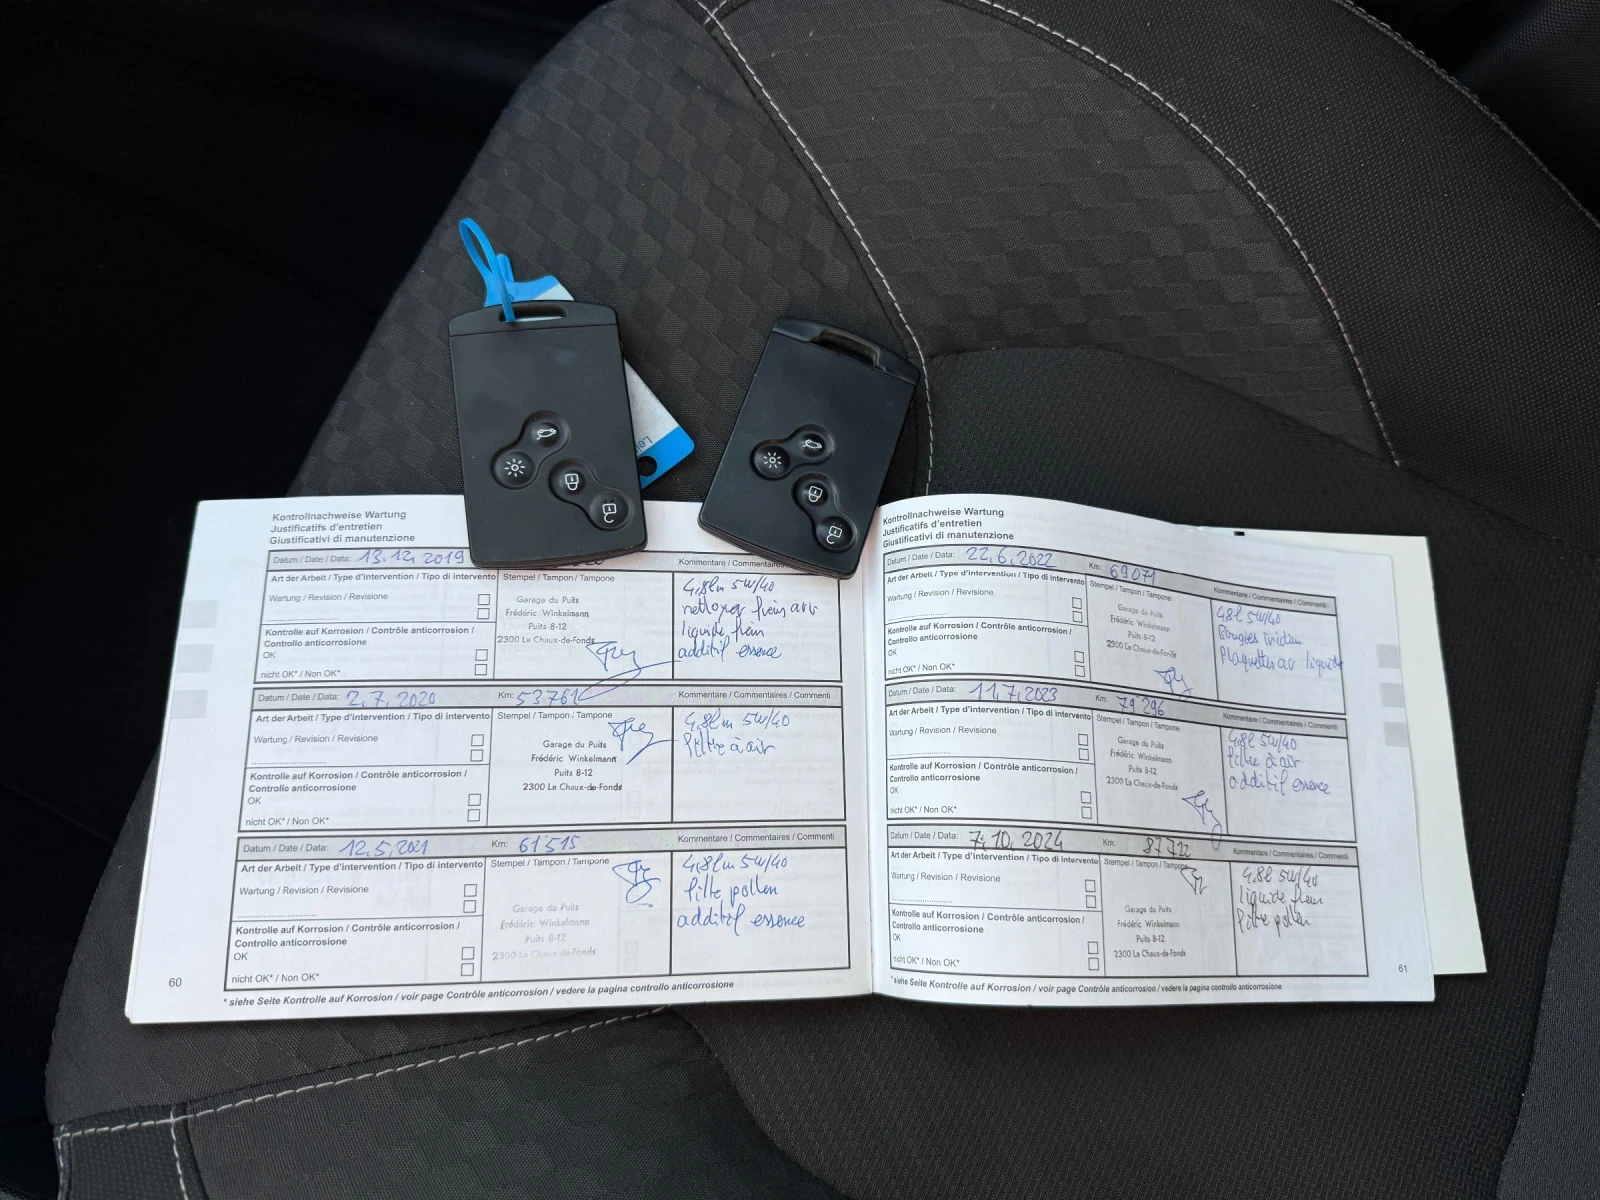 Le
Kontrollnachweise Wartung
Justificatifs d'entretien
Giustificativi di manutenzione
Datum / Date / Data: 13.12.2019
Kommentare / Commentaires
Art der Arbeit / Type d'intervention / Tipo di intervento
Stempel / Tampon / Tampone
Wartung / Revision / Revisione
Kontrolle auf Korrosion / Contrôle anticorrosion /
Controllo anticorrosione
OK
nicht OK* / Non OK*
Garage du Puits
Frédéric Winkelmann
Puits 8-12
2300 La Chaux-de-Fonds
4,8lm 5W/40
nettoyer frein arr
liquide frein
additif essence
Datum / Date / Data: 2.7.2020
Km: 53761
Kommentare / Commentaires / Commenti
Art der Arbeit / Type d'intervention / Tipo di intervento
Stempel / Tampon / Tampone
Wartung / Revision / Revisione
Kontrolle auf Korrosion / Contrôle anticorrosion /
Controllo anticorrosione
OK
nicht OK* / Non OK*
Garage du Puits
Frédéric Winkelmann
Puits 8-12
2300 La Chaux-de-Fonds
4,8lm 5W/40
filtre à air
Datum / Date / Data: 12.5.2021
Km: 61'515
Kommentare / Commentaires / Commenti
Art der Arbeit / Type d'intervention / Tipo di intervento
Stempel / Tampon / Tampone
Wartung / Revision / Revisione
Kontrolle auf Korrosion / Contrôle anticorrosion /
Controllo anticorrosione
OK
nicht OK* / Non OK*
Garage du Puits
Frédéric Winkelmann
Puits 8-12
2300 La Chaux-de-Fonds
4,8lm 5W/40
filte pollen
additif essence
60
* siehe Seite Kontrolle auf Korrosion / voir page Contrôle anticorrosion / vedere la pagina controllo anticorrosione
Kontrollnachweise Wartung
Justificatifs d'entretien
Giustificativi di manutenzione
Datum / Date / Data: 22.6.2022
Km: 69071
Kommentare / Commentaires / Commenti
Art der Arbeit / Type d'intervention / Tipo di intervento
Stempel / Tampon / Tampone
Wartung / Revision / Revisione
Kontrolle auf Korrosion / Contrôle anticorrosion /
Controllo anticorrosione
OK
nicht OK* / Non OK*
Garage du Puits
Frédéric Winkelmann
Puits 8-12
2300 La Chaux-de-Fonds
4,8l 5W/40
Bougies iridium
Plaquettes av liquide
Datum / Date / Data: 11.7.2023
Km: 79'296
Kommentare / Commentaires / Commenti
Art der Arbeit / Type d'intervention / Tipo di intervento
Stempel / Tampon / Tampone
Wartung / Revision / Revisione
Kontrolle auf Korrosion / Contrôle anticorrosion /
Controllo anticorrosione
OK
nicht OK* / Non OK*
Garage du Puits
Frédéric Winkelmann
Puits 8-12
2300 La Chaux-de-Fonds
4,8l 5W/40
filtre à air
additif essence
Datum / Date / Data: 7.10.2024
Km: 87722
Kommentare / Commentaires / Commenti
Art der Arbeit / Type d'intervention / Tipo di intervento
Stempel / Tampon / Tampone
Wartung / Revision / Revisione
Kontrolle auf Korrosion / Contrôle anticorrosion /
Controllo anticorrosione
OK
nicht OK* / Non OK*
Garage du Puits
Frédéric Winkelmann
Puits 8-12
2300 La Chaux-de-Fonds
4,8l 5W/40
liquide frein
filtre pollen
61
* siehe Seite Kontrolle auf Korrosion / voir page Contrôle anticorrosion / vedere la pagina controllo anticorrosione